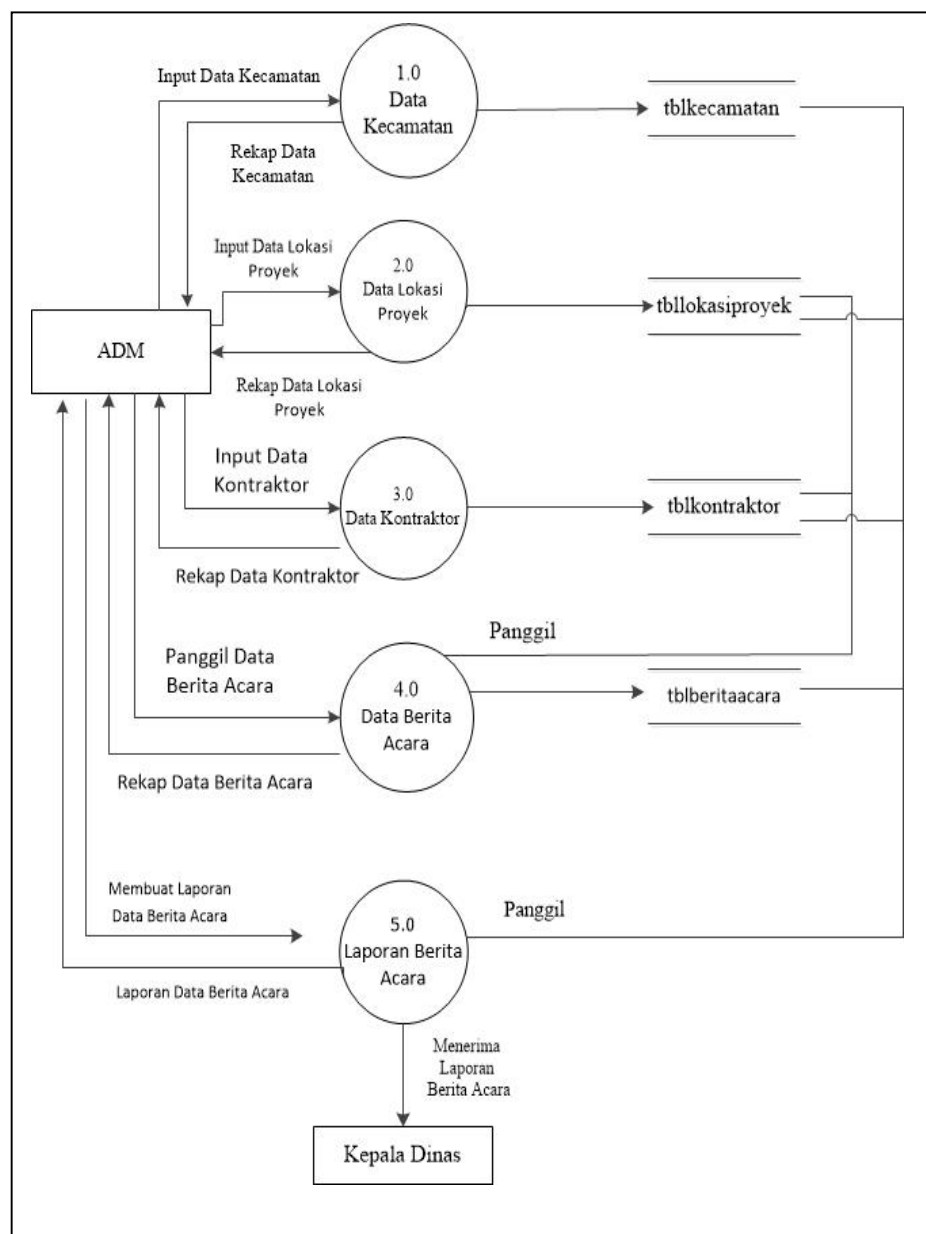 Input Data Kecamatan
1.0
Data
Kecamatan
tblkecamatan
Rekap Data
Kecamatan
Input Data Lokasi
Proyek
2.0
Data Lokasi
Proyek
tbllokasiproyek
ADM
Rekap Data Lokasi
Proyek
Input Data
Kontraktor
3.0
Data Kontraktor
tblkontraktor
Rekap Data Kontraktor
Panggil
Panggil Data
Berita Acara
4.0
Data Berita
Acara
tblberitaacara
Rekap Data Berita Acara
Membuat Laporan
Data Berita Acara
Panggil
5.0
Laporan Berita
Acara
Laporan Data Berita Acara
Menerima
Laporan
Berita Acara
Kepala Dinas